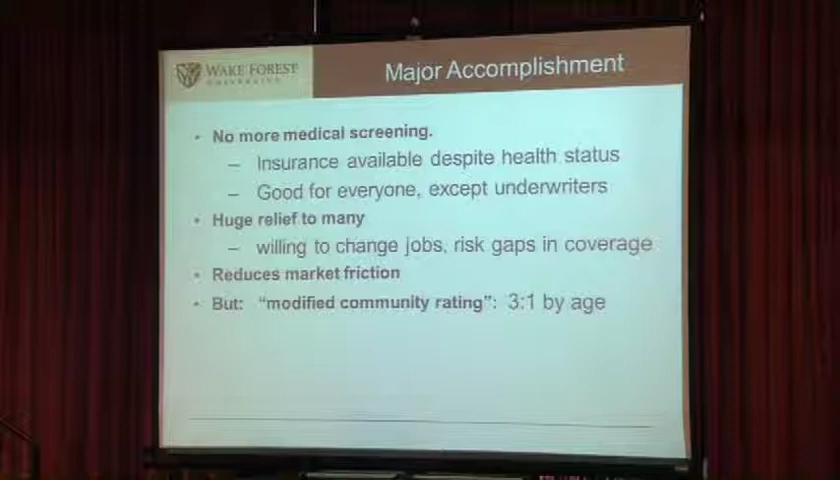 WAKE FOREST
UNIVERSITY
Major Accomplishment
• No more medical screening.
– Insurance available despite health status
– Good for everyone, except underwriters
• Huge relief to many
– willing to change jobs, risk gaps in coverage
• Reduces market friction
• But: “modified community rating”: 3:1 by age